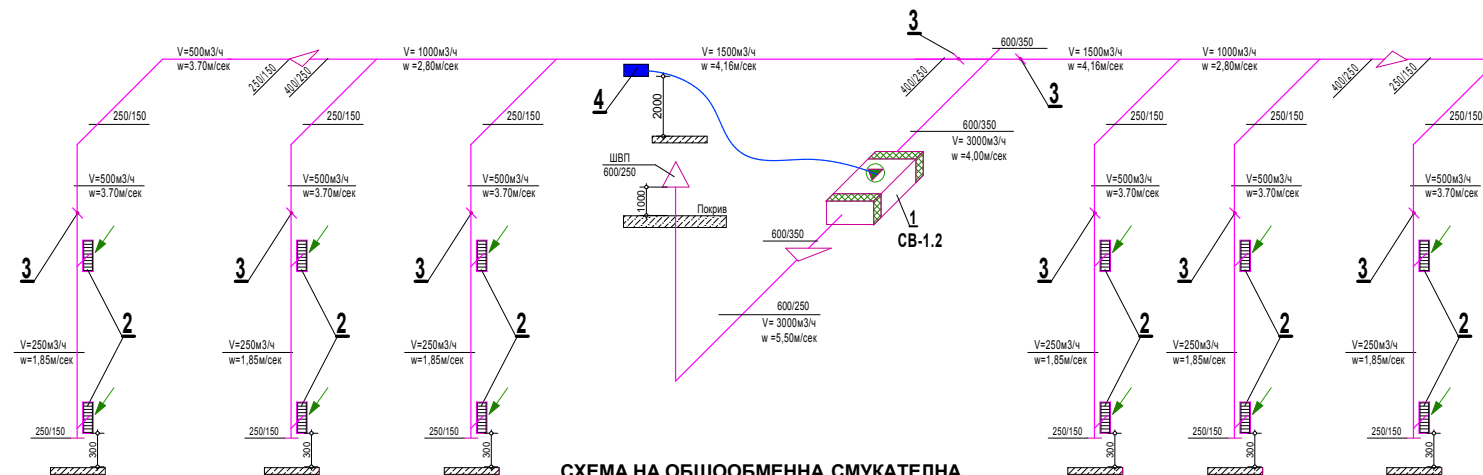 3
600/350
V=500м3/ч
w=3.70м/сек
V= 1000м3/ч
w =2,80м/сек
V= 1500м3/ч
w =4,16м/сек
V= 1500м3/ч
w =4,16м/сек
V= 1000м3/ч
w =2,80м/сек
250/150
400/250
4
2000
400/250
3
400/250
250/150
250/150
250/150
250/150
600/350
V= 3000м3/ч
w =4,00м/сек
250/150
250/150
250/150
ШВП
600/250
1000
Покрив
V=500м3/ч
w=3.70м/сек
V=500м3/ч
w=3.70м/сек
V=500м3/ч
w=3.70м/сек
V=500м3/ч
w=3.70м/сек
V=500м3/ч
w=3.70м/сек
V=500м3/ч
w=3.70м/сек
1
СВ-1.2
600/350
3
3
3
3
3
3
600/250
V= 3000м3/ч
w =5,50м/сек
2
2
2
2
2
2
V=250м3/ч
w=1,85м/сек
V=250м3/ч
w=1,85м/сек
V=250м3/ч
w=1,85м/сек
V=250м3/ч
w=1,85м/сек
V=250м3/ч
w=1,85м/сек
V=250м3/ч
w=1,85м/сек
250/150
300
250/150
300
250/150
300
250/150
300
250/150
300
250/150
300
СХЕМА НА ОБЩООБМЕННА СМУКАТЕЛНА